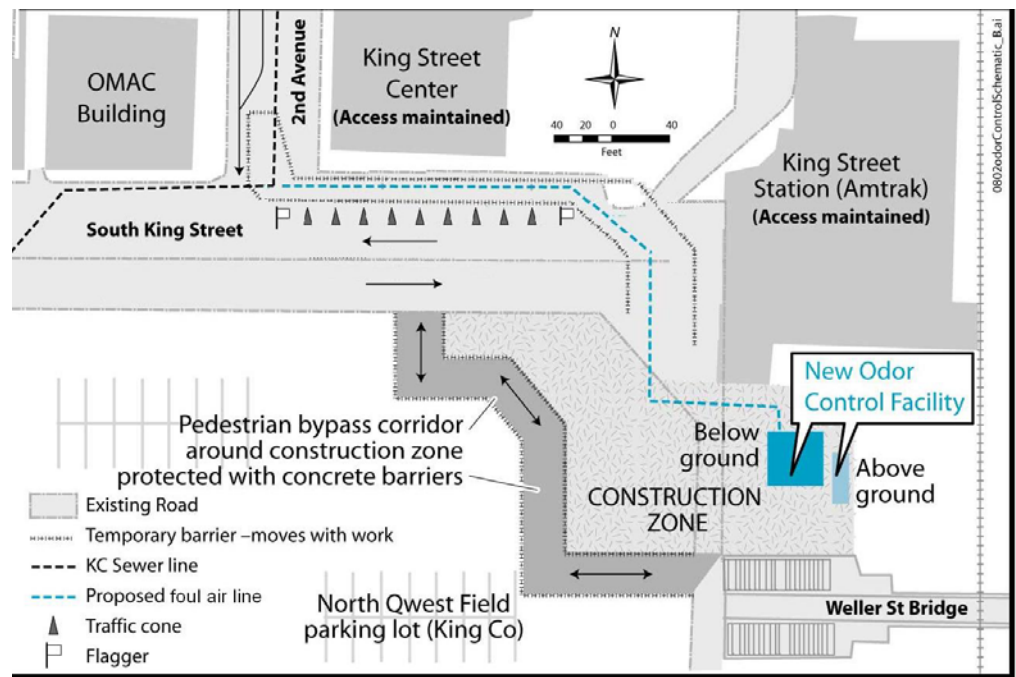 OMAC
Building
2nd Avenue
King Street
Center
(Access maintained)
N
40 20 0 40
Feet
0802odorControlSchematic_B.ai
King Street
Station (Amtrak)
(Access maintained)
South King Street
New Odor
Control Facility
Below
ground
Above
ground
Pedestrian bypass corridor
around construction zone
protected with concrete barriers
CONSTRUCTION
ZONE
Existing Road
Temporary barrier –moves with work
KC Sewer line
Proposed foul air line
Traffic cone
Flagger
North Qwest Field
parking lot (King Co)
Weller St Bridge